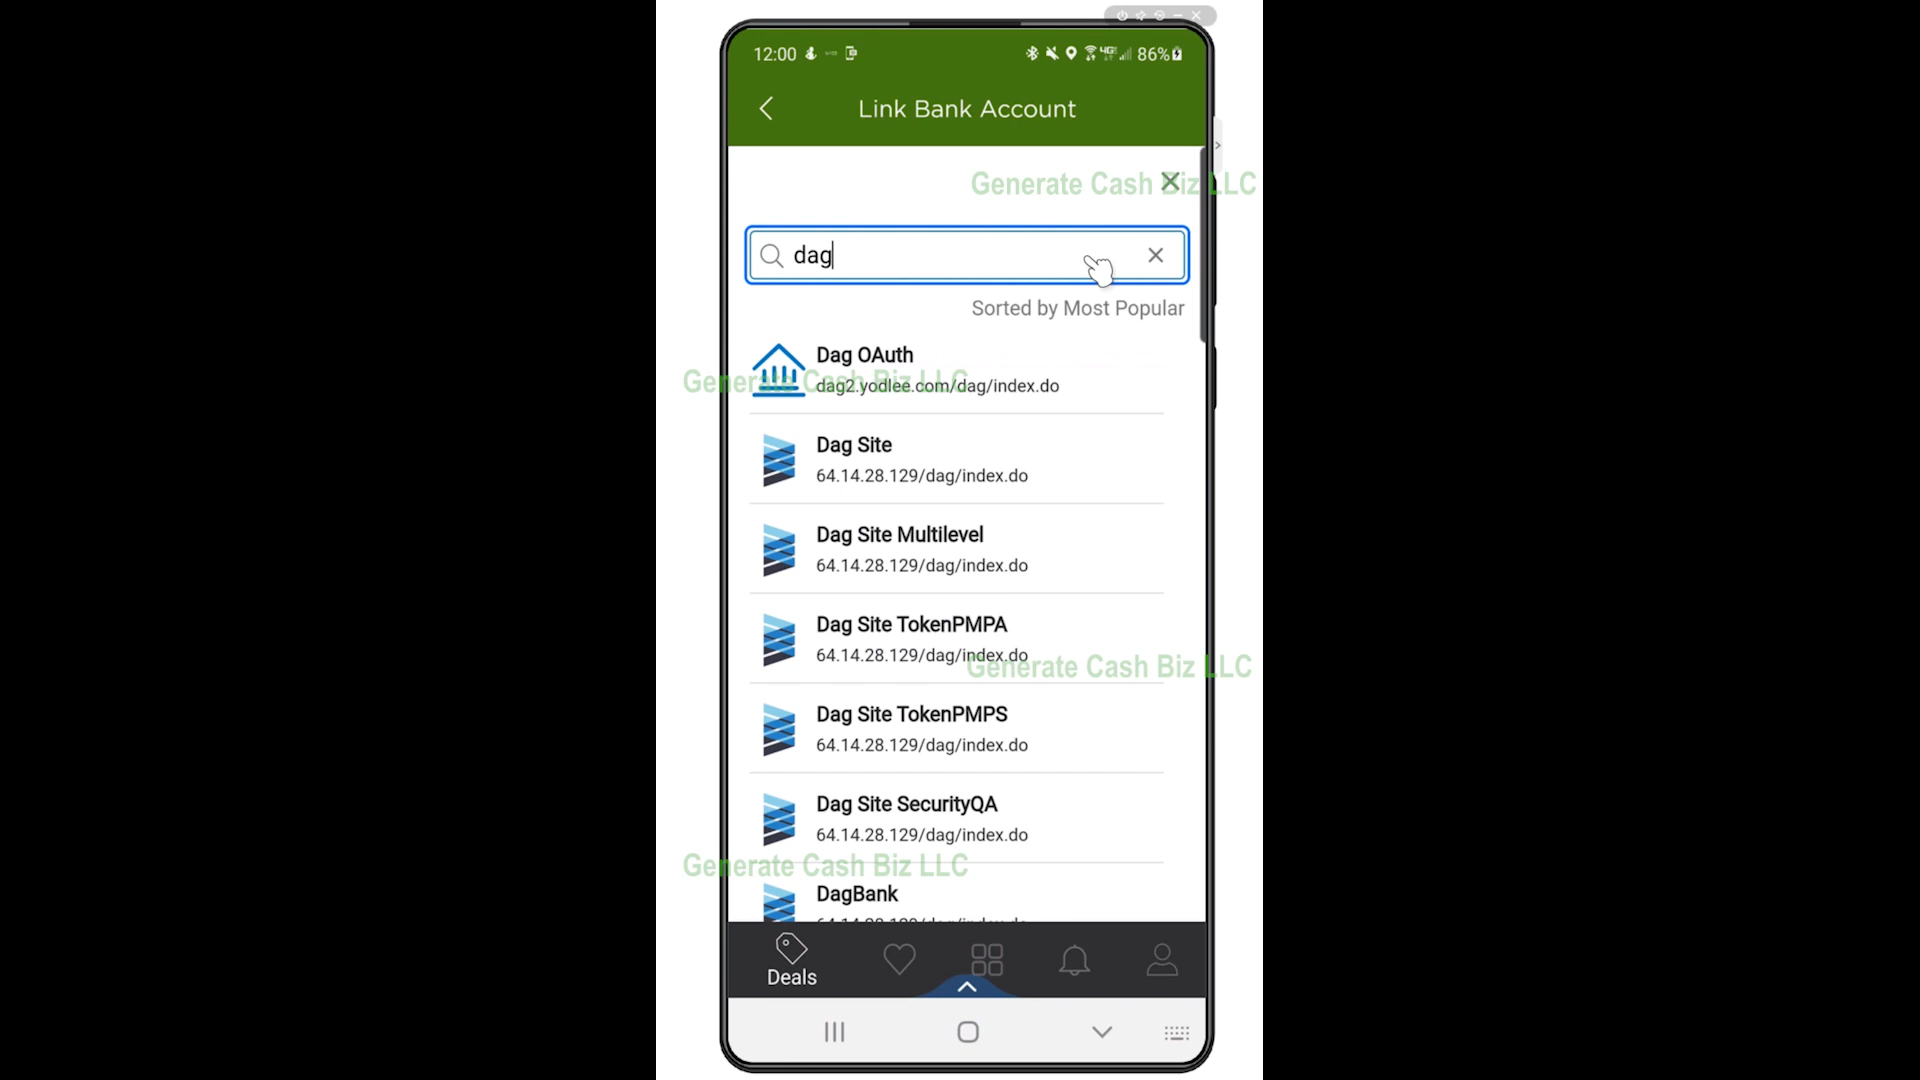 12:00
86%
Link Bank Account
Generate Cash Biz LLC
dag
Sorted by Most Popular
Dag OAuth
dag2.yodlee.com/dag/index.do
Generate Cash Biz LLC
Dag Site
64.14.28.129/dag/index.do
Dag Site Multilevel
64.14.28.129/dag/index.do
Dag Site TokenPMPA
64.14.28.129/dag/index.do
Generate Cash Biz LLC
Dag Site TokenPMPS
64.14.28.129/dag/index.do
Dag Site SecurityQA
64.14.28.129/dag/index.do
Generate Cash Biz LLC
DagBank
Deals